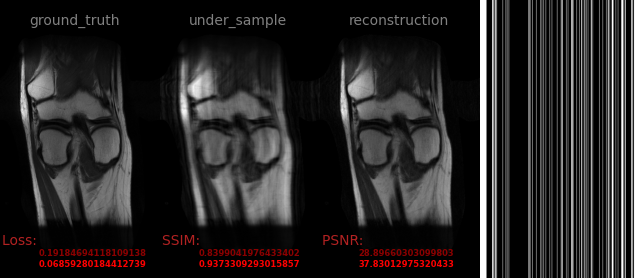 ground_truth under_sample reconstruction
Loss: SSIM: PSNR:
0.19184694118109138 0.8399041976433402 28.89660303099803
0.06859280184412739 0.9373309293015857 37.83012975320433